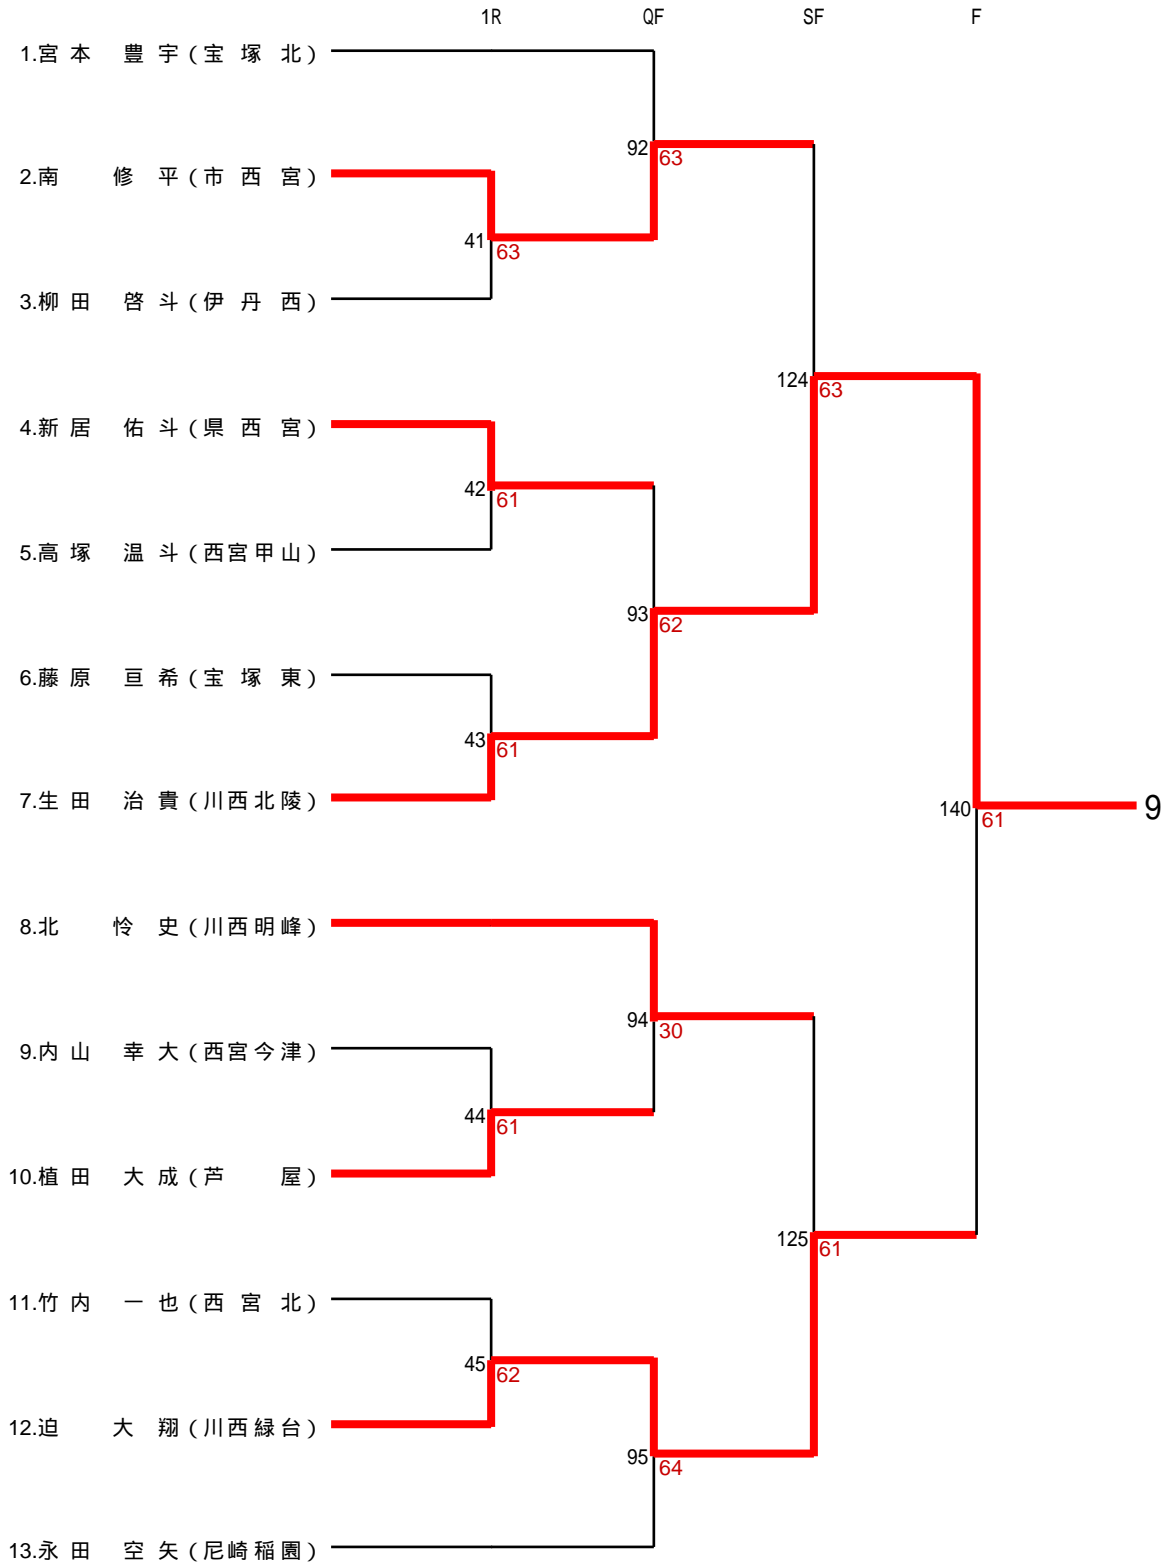 1R QF SF F
1.宮本 豊宇(宝塚北)
92 63
2.南 修平(市西宮)
41 63
3.柳田 啓斗(伊丹西)
124 63
4.新居 佑斗(県西宮)
42 61
5.高塚 温斗(西宮甲山)
93 62
6.藤原 亘希(宝塚東)
43 61
7.生田 治貴(川西北陵)
140 61 9
8.北 怜史(川西明峰)
94 30
9.内山 幸大(西宮今津)
44 61
10.植田 大成(芦屋)
125 61
11.竹内 一也(西宮北)
45 62
12.迫 大翔(川西緑台)
95 64
13.永田 空矢(尼崎稲園)